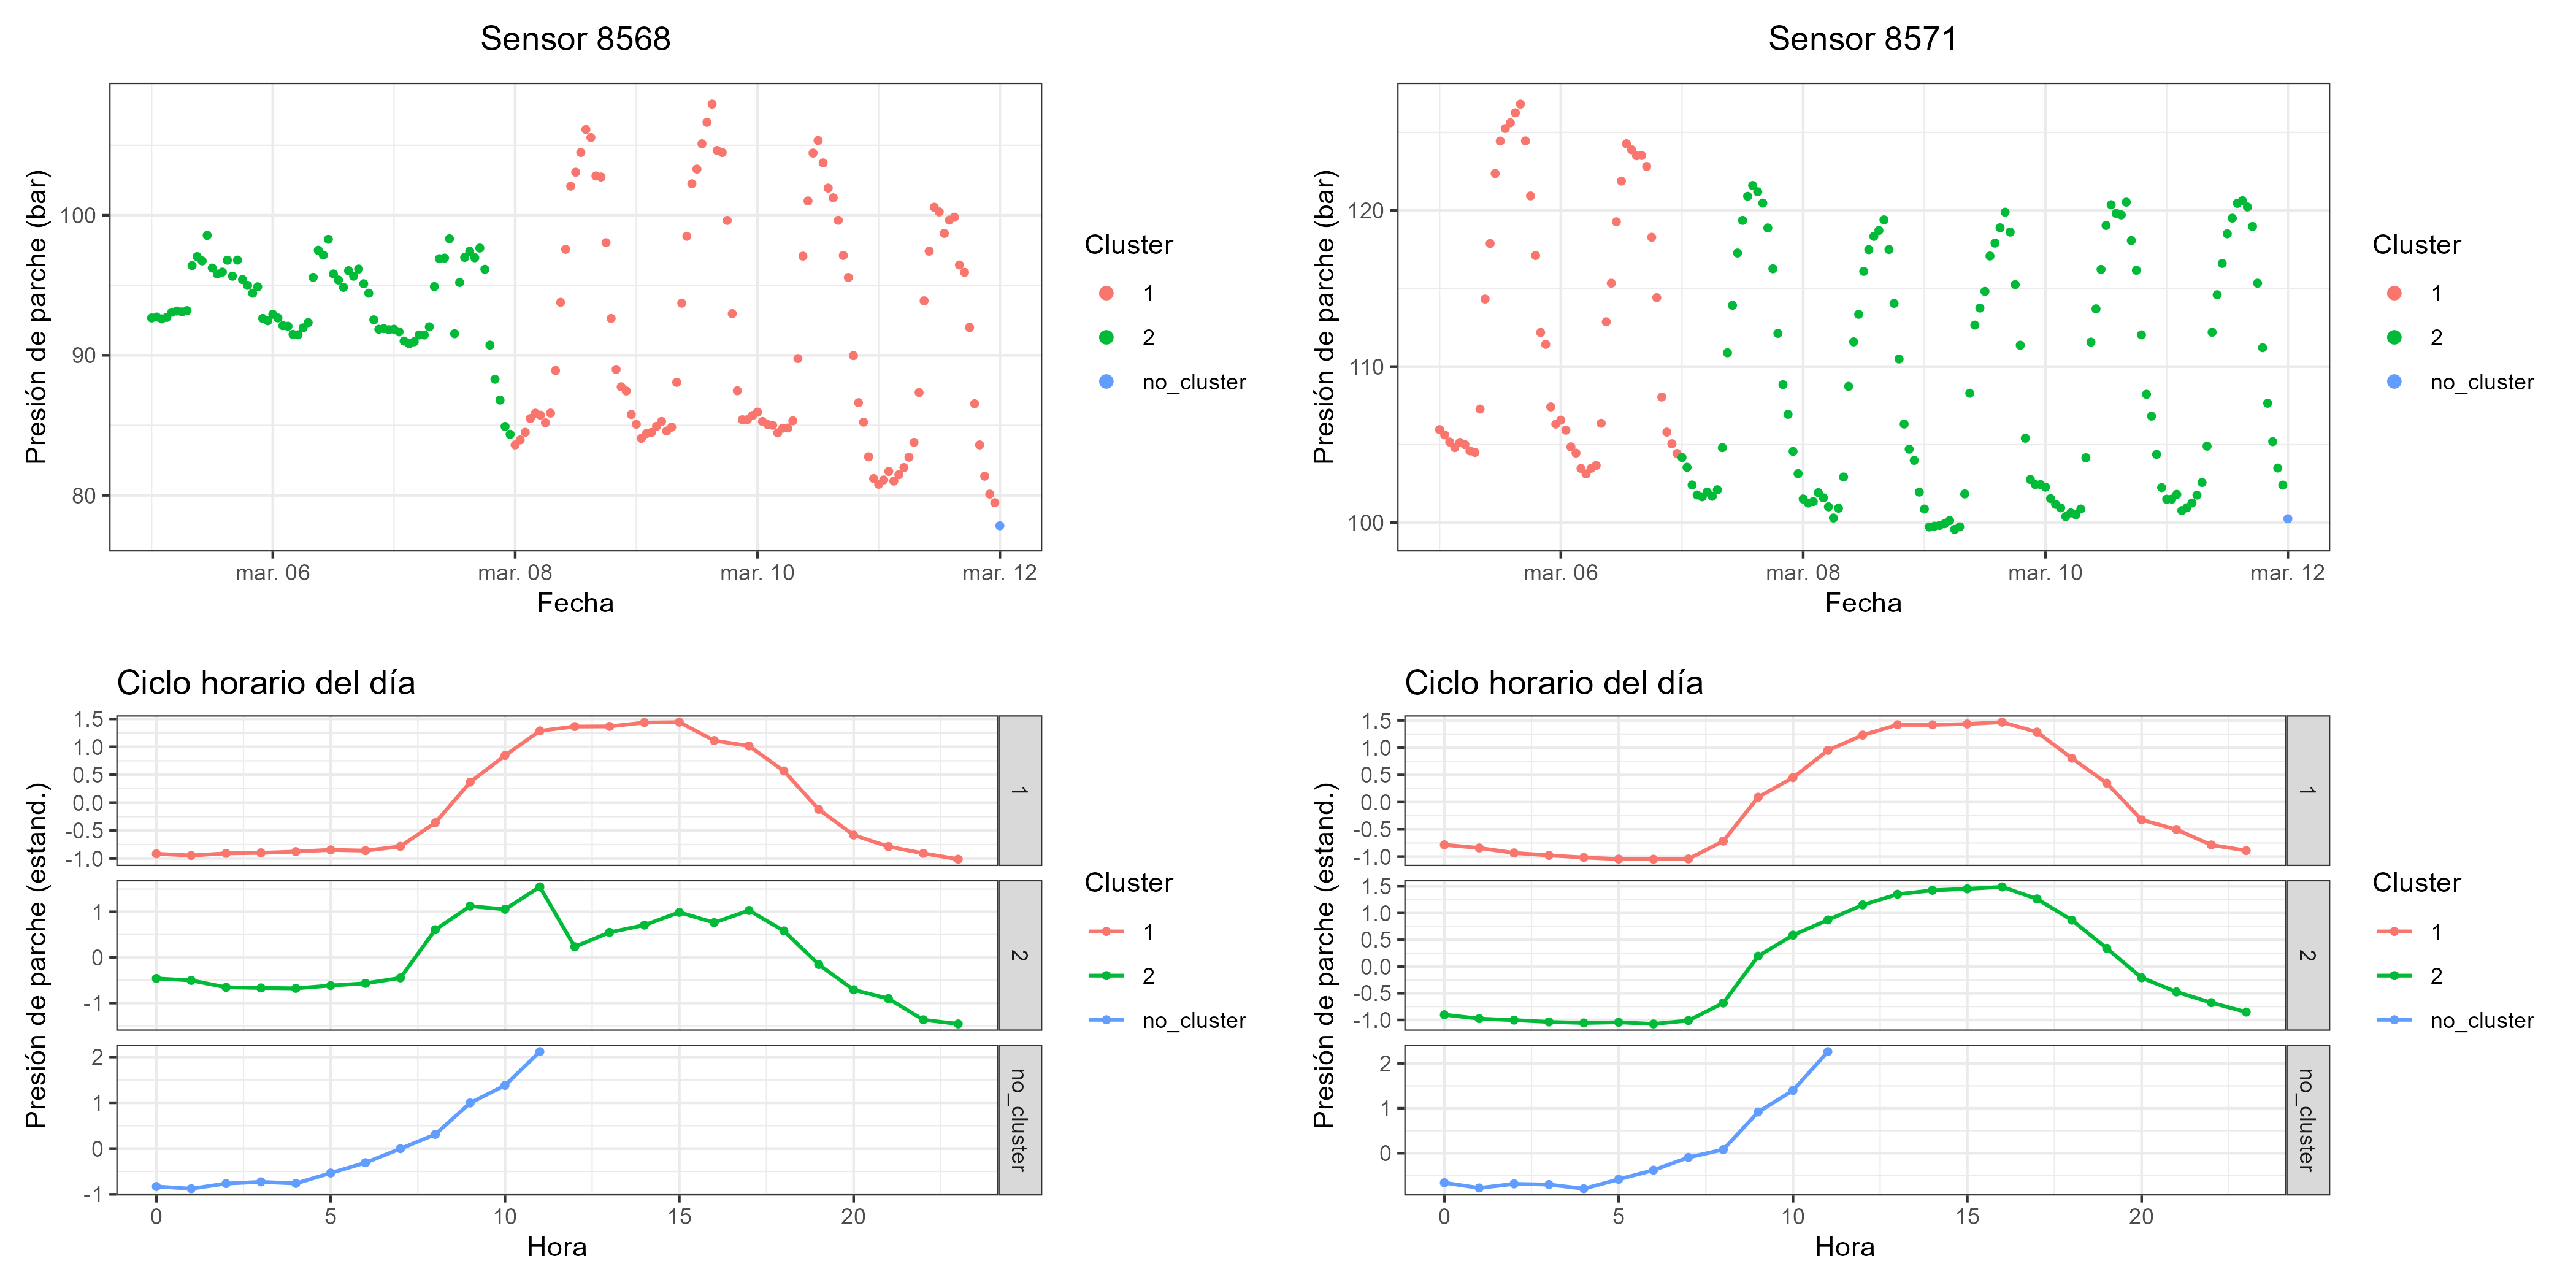 Sensor 8568
Presión de parche (bar)
100
90
80
mar. 06
mar. 08
mar. 10
mar. 12
Fecha
Cluster
1
2
no_cluster
Sensor 8571
Presión de parche (bar)
120
110
100
mar. 06
mar. 08
mar. 10
mar. 12
Fecha
Cluster
1
2
no_cluster
Ciclo horario del día
Presión de parche (estand.)
1.5
1.0
0.5
0.0
-0.5
-1.0
1
1
0
-1
2
2
1
0
-1
no_cluster
0
5
10
15
20
Hora
Cluster
1
2
no_cluster
Ciclo horario del día
Presión de parche (estand.)
1.5
1.0
0.5
0.0
-0.5
-1.0
1
1.5
1.0
0.5
0.0
-0.5
-1.0
2
2
1
0
no_cluster
0
5
10
15
20
Hora
Cluster
1
2
no_cluster